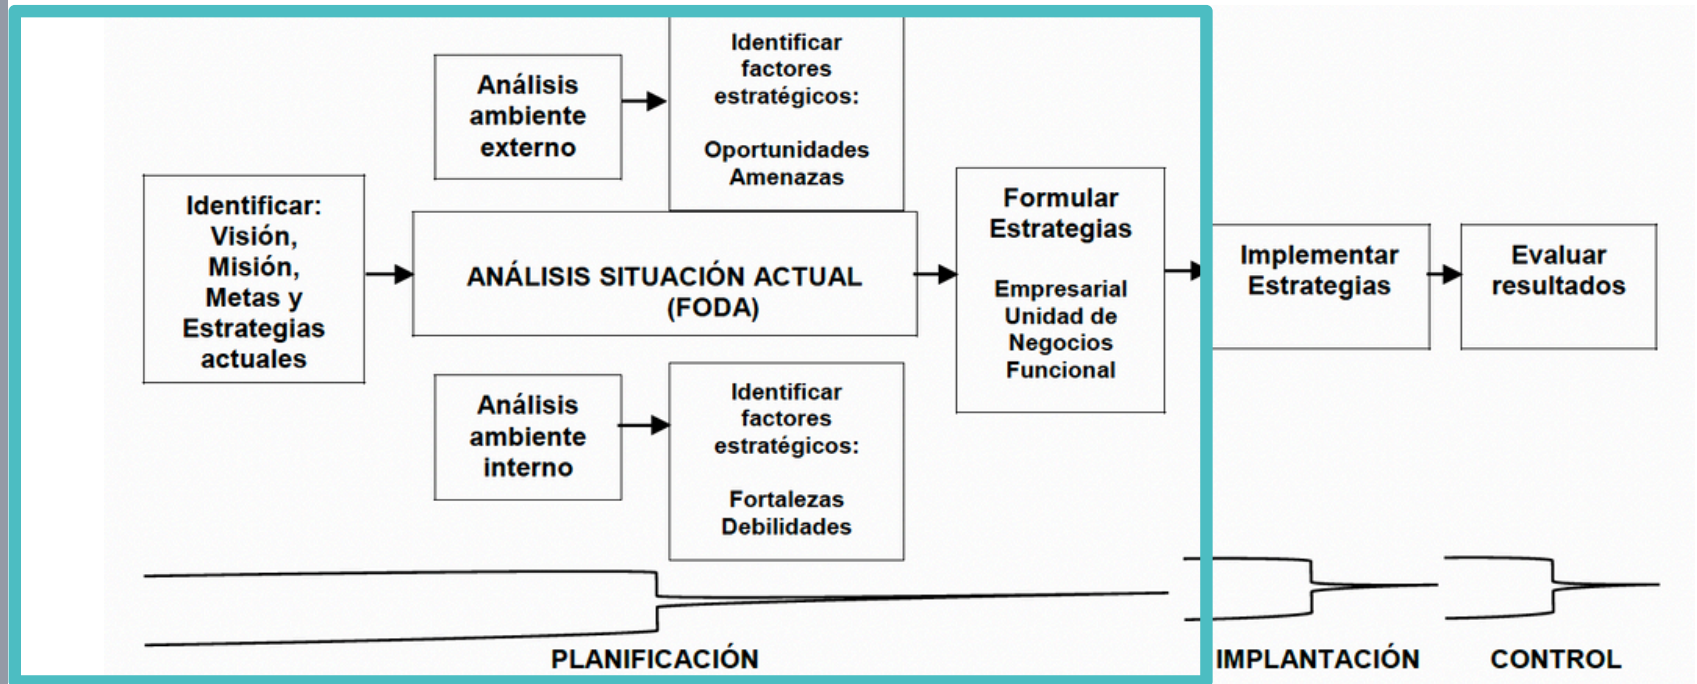 Identificar:
Visión,
Misión,
Metas y
Estrategias
actuales
Análisis
ambiente
externo
Identificar
factores
estratégicos:
Oportunidades
Amenazas
ANÁLISIS SITUACIÓN ACTUAL
(FODA)
Análisis
ambiente
interno
Identificar
factores
estratégicos:
Fortalezas
Debilidades
Formular
Estrategias
Empresarial
Unidad de
Negocios
Funcional
Implementar
Estrategias
Evaluar
resultados
PLANIFICACIÓN
IMPLANTACIÓN
CONTROL